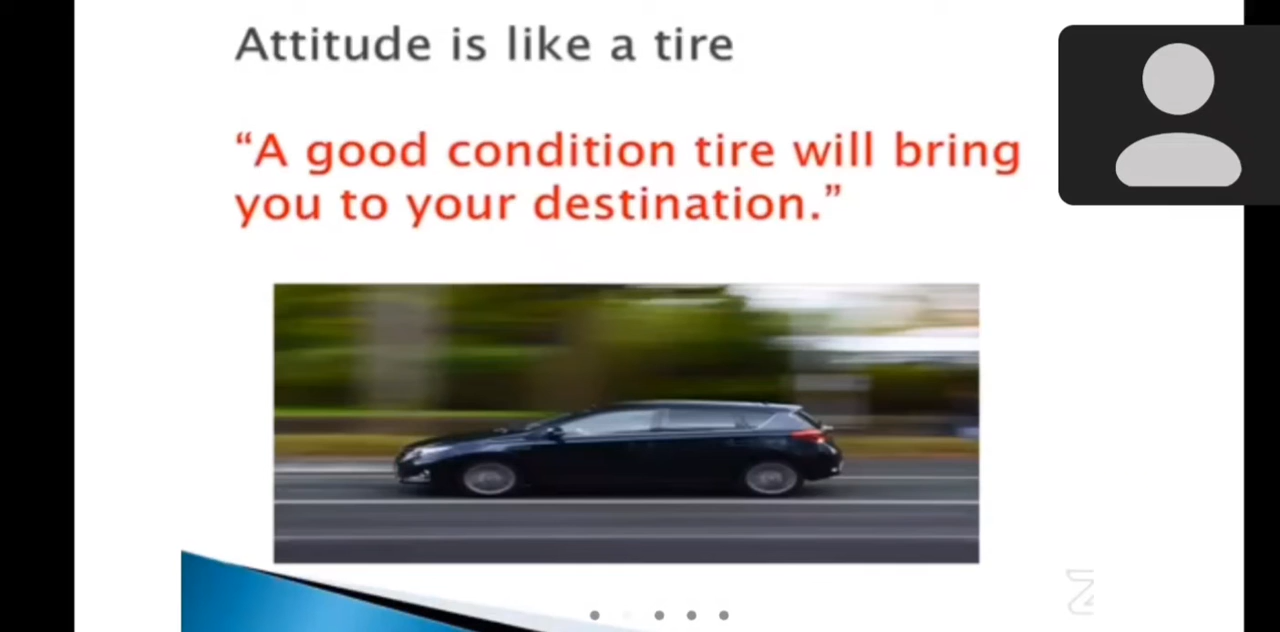 Attitude is like a tire
“A good condition tire will bring
you to your destination.”